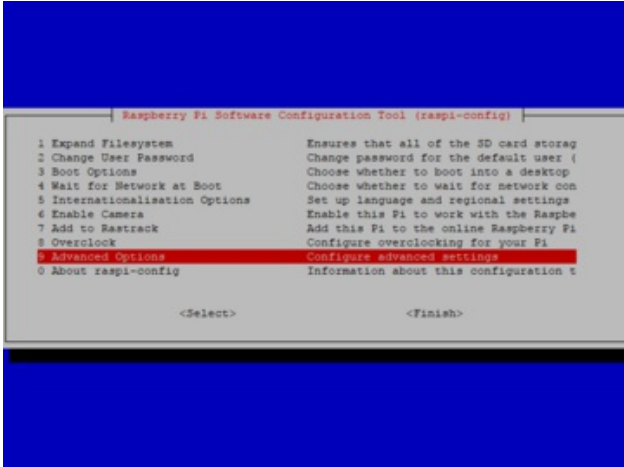 Raspberry Pi Software Configuration Tool (raspi-config)
1 Expand Filesystem Ensures that all of the SD card storag
2 Change User Password Change password for the default user (
3 Boot Options Choose whether to boot into a desktop
4 Wait for Network at Boot Choose whether to wait for network con
5 Internationalisation Options Set up language and regional settings
6 Enable Camera Enable this Pi to work with the Raspbe
7 Add to Rastrack Add this Pi to the online Raspberry Pi
8 Overclock Configure overclocking for your Pi
9 Advanced Options Configure advanced settings
0 About raspi-config Information about this configuration t
<Select> <Finish>